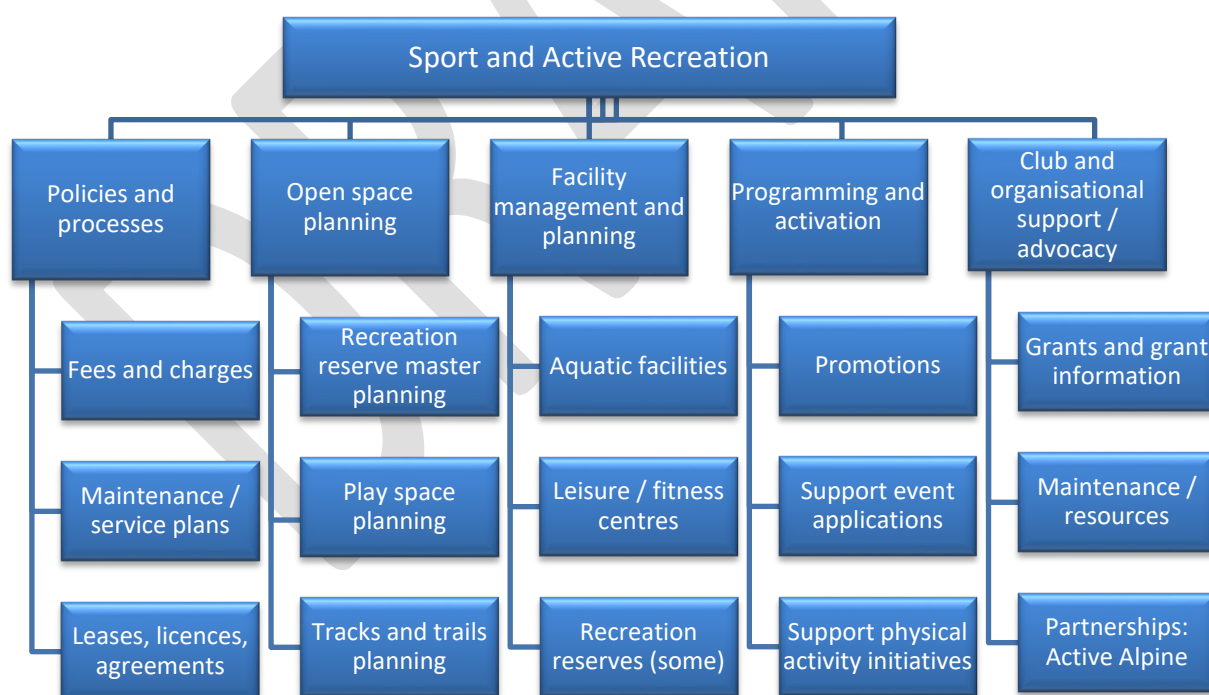 Sport and Active Recreation
Policies and
processes
Open space
planning
Facility
management and
planning
Programming and
activation
Club and
organisational
support /
advocacy
Fees and charges
Recreation
reserve master
planning
Aquatic facilities
Promotions
Grants and grant
information
Maintenance /
service plans
Play space
planning
Leisure / fitness
centres
Support event
applications
Maintenance /
resources
Leases, licences,
agreements
Tracks and trails
planning
Recreation
reserves (some)
Support physical
activity initiatives
Partnerships:
Active Alpine